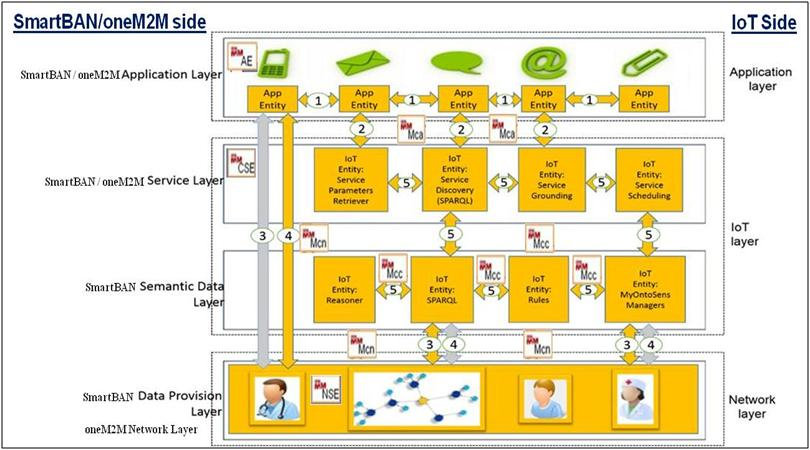 SmartBAN/oneM2M side
IoT Side
SmartBAN / oneM2M Application Layer
AE
App Entity
1
App Entity
1
App Entity
1
App Entity
1
App Entity
Application layer
2
Mca
2
Mca
2
SmartBAN / oneM2M Service Layer
CSE
IoT Entity: Service Parameters Retriever
5
IoT Entity: Service Discovery (SPARQL)
5
IoT Entity: Service Grounding
5
IoT Entity: Service Scheduling
3
4
Mcn
5
Mcc
5
IoT layer
SmartBAN Semantic Data Layer
IoT Entity: Reasoner
Mcc
5
IoT Entity: SPARQL
Mcc
5
IoT Entity: Rules
Mcc
5
IoT Entity: MyOntoSens Managers
Mcn
3
4
Mcn
3
4
SmartBAN Data Provision Layer
oneM2M Network Layer
NSE
Network layer